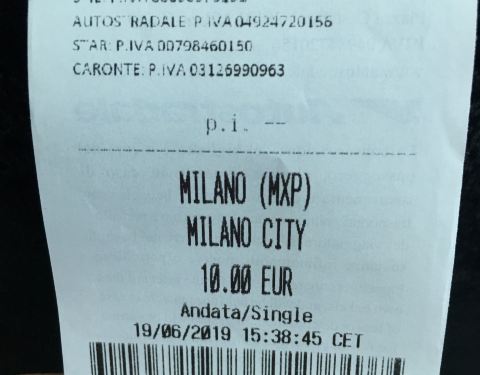 AUTOSTRADALE: P.IVA 04924720156
STAR: P.IVA 00798460150
CARONTE: P.IVA 03126990963
p.i. --
MILANO (MXP)
MILANO CITY
10.00 EUR
Andata/Single
19/06/2019 15:38:45 CET